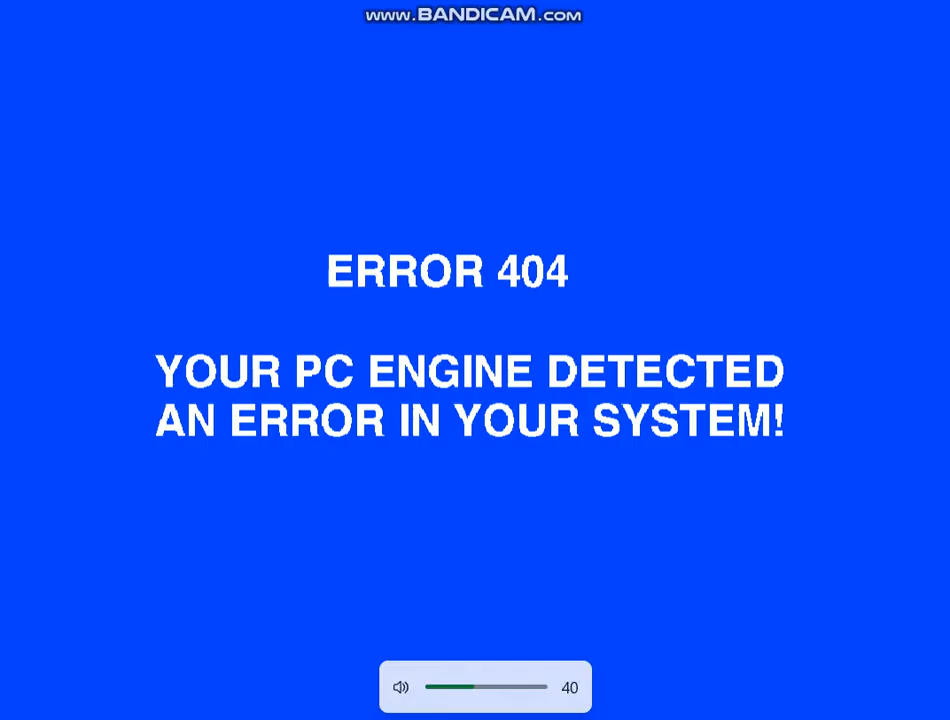 www.BANDICAM.com
ERROR 404
YOUR PC ENGINE DETECTED
AN ERROR IN YOUR SYSTEM!
40